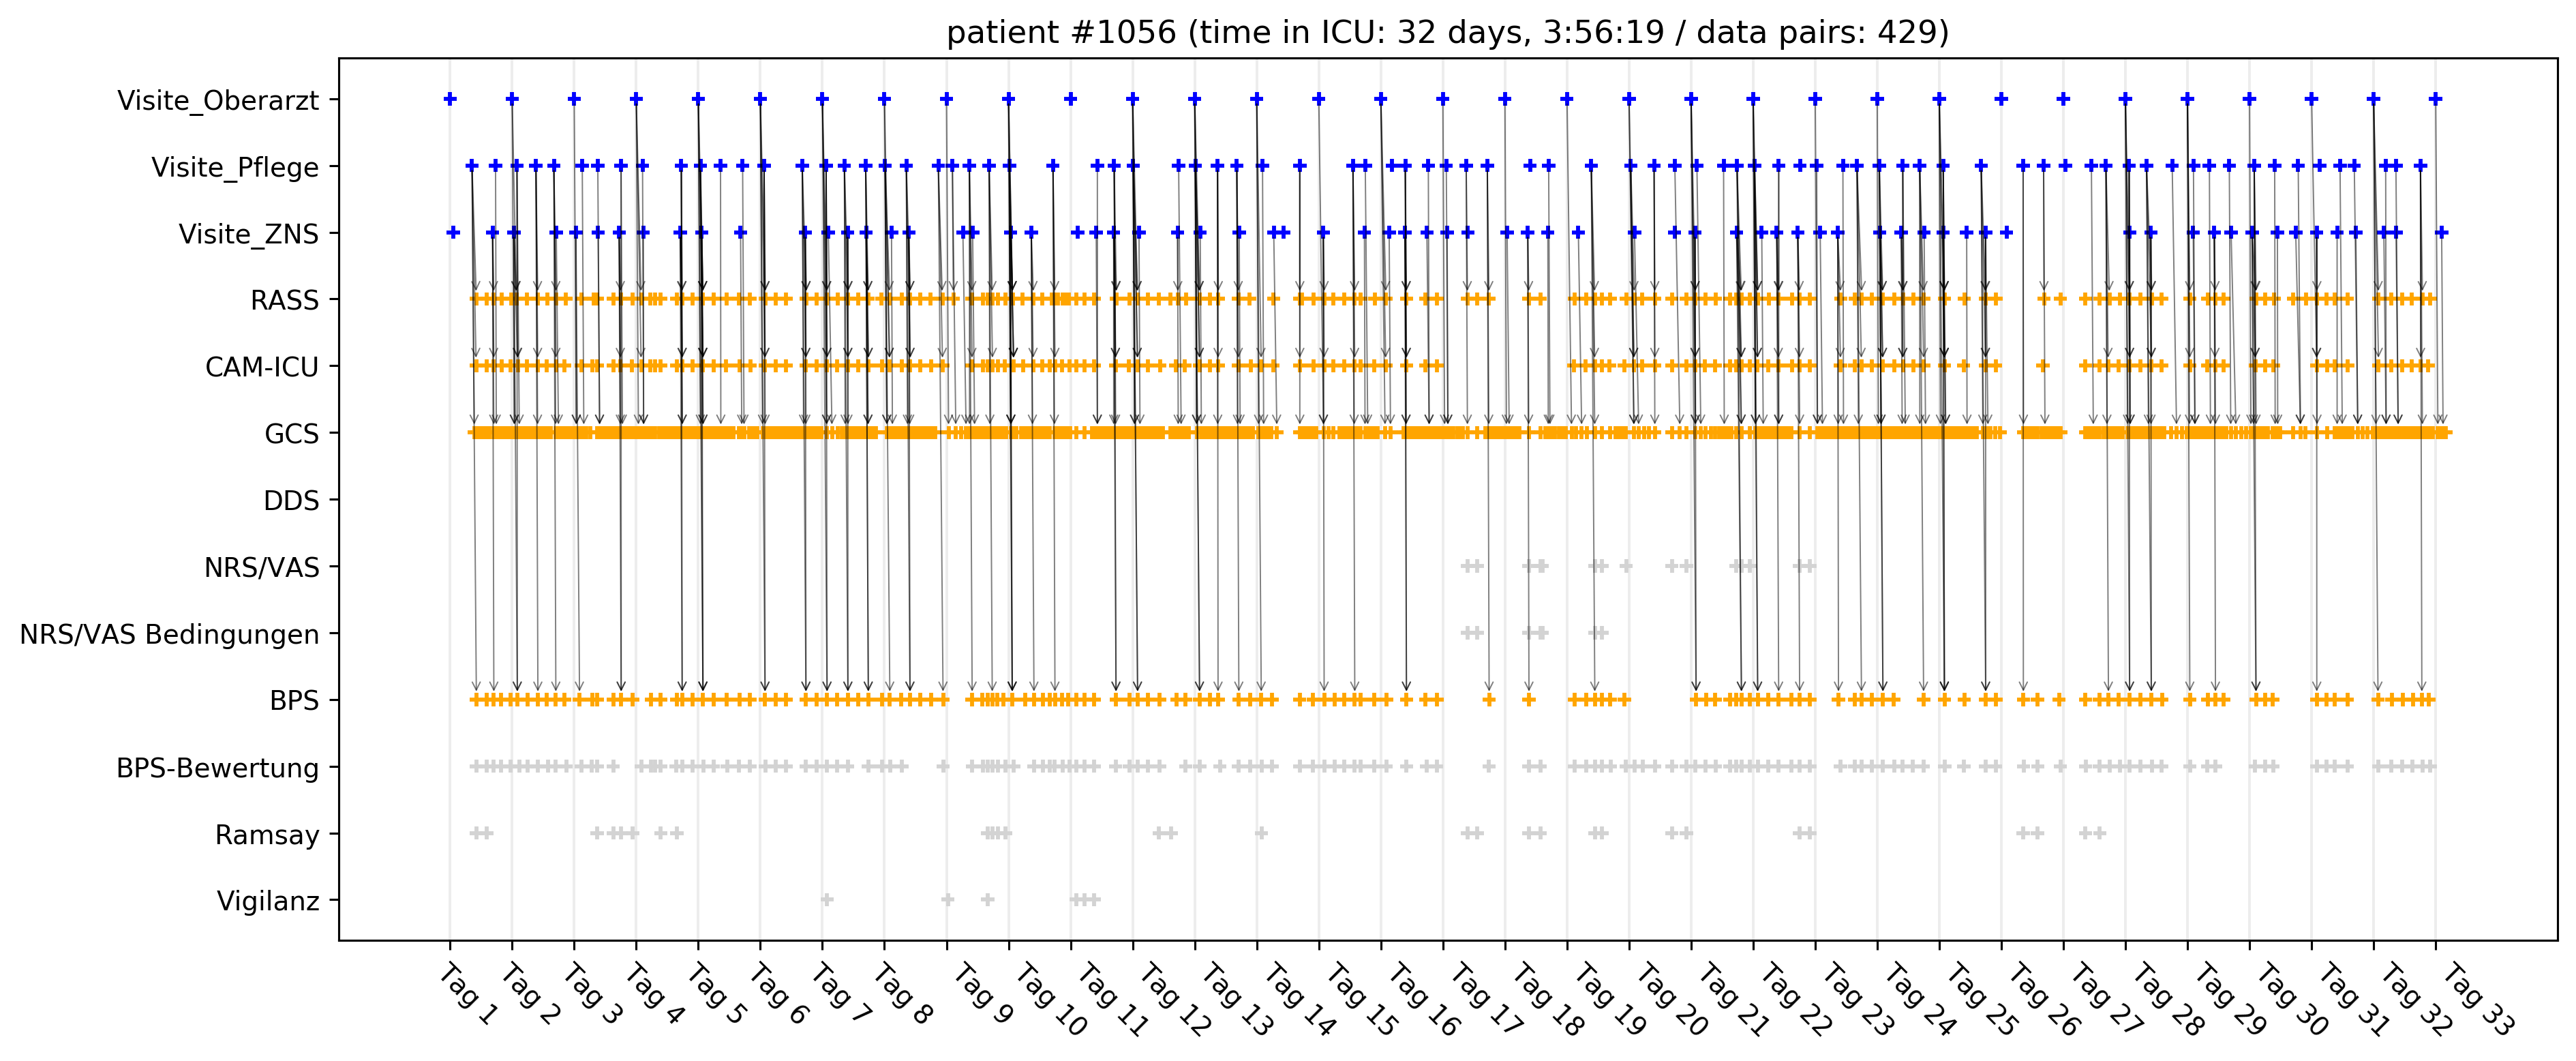 patient #1056 (time in ICU: 32 days, 3:56:19 / data pairs: 429)
Visite_Oberarzt
Visite_Pflege
Visite_ZNS
RASS
CAM-ICU
GCS
DDS
NRS/VAS
NRS/VAS Bedingungen
BPS
BPS-Bewertung
Ramsay
Vigilanz
Tag 1
Tag 2
Tag 3
Tag 4
Tag 5
Tag 6
Tag 7
Tag 8
Tag 9
Tag 10
Tag 11
Tag 12
Tag 13
Tag 14
Tag 15
Tag 16
Tag 17
Tag 18
Tag 19
Tag 20
Tag 21
Tag 22
Tag 23
Tag 24
Tag 25
Tag 26
Tag 27
Tag 28
Tag 29
Tag 30
Tag 31
Tag 32
Tag 33